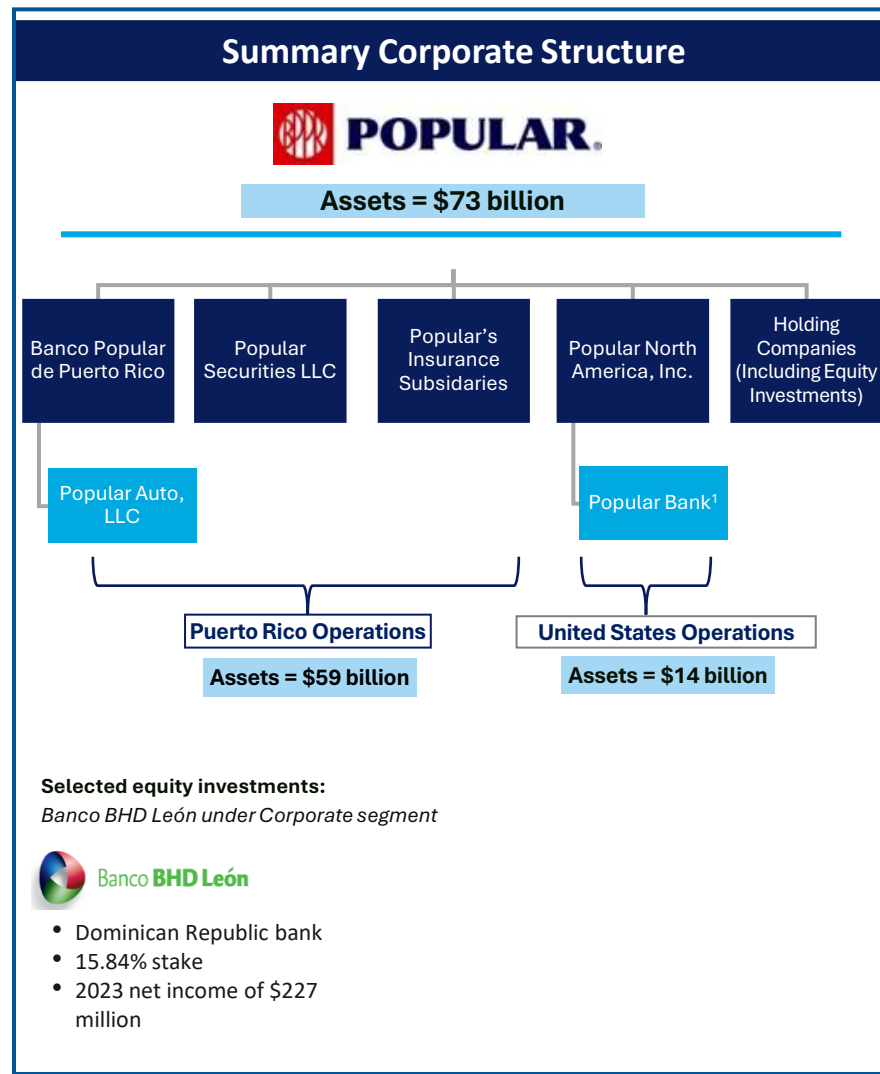 Summary Corporate Structure
BPPR
POPULAR.
Assets = $73 billion
Banco Popular
de Puerto Rico
Popular
Securities LLC
Popular’s
Insurance
Subsidaries
Popular North
America, Inc.
Holding
Companies
(Including Equity
Investments)
Popular Auto,
LLC
Popular Bank¹
Puerto Rico Operations
United States Operations
Assets = $59 billion
Assets = $14 billion
Selected equity investments:
Banco BHD León under Corporate segment
Banco BHD León
• Dominican Republic bank
• 15.84% stake
• 2023 net income of $227
million